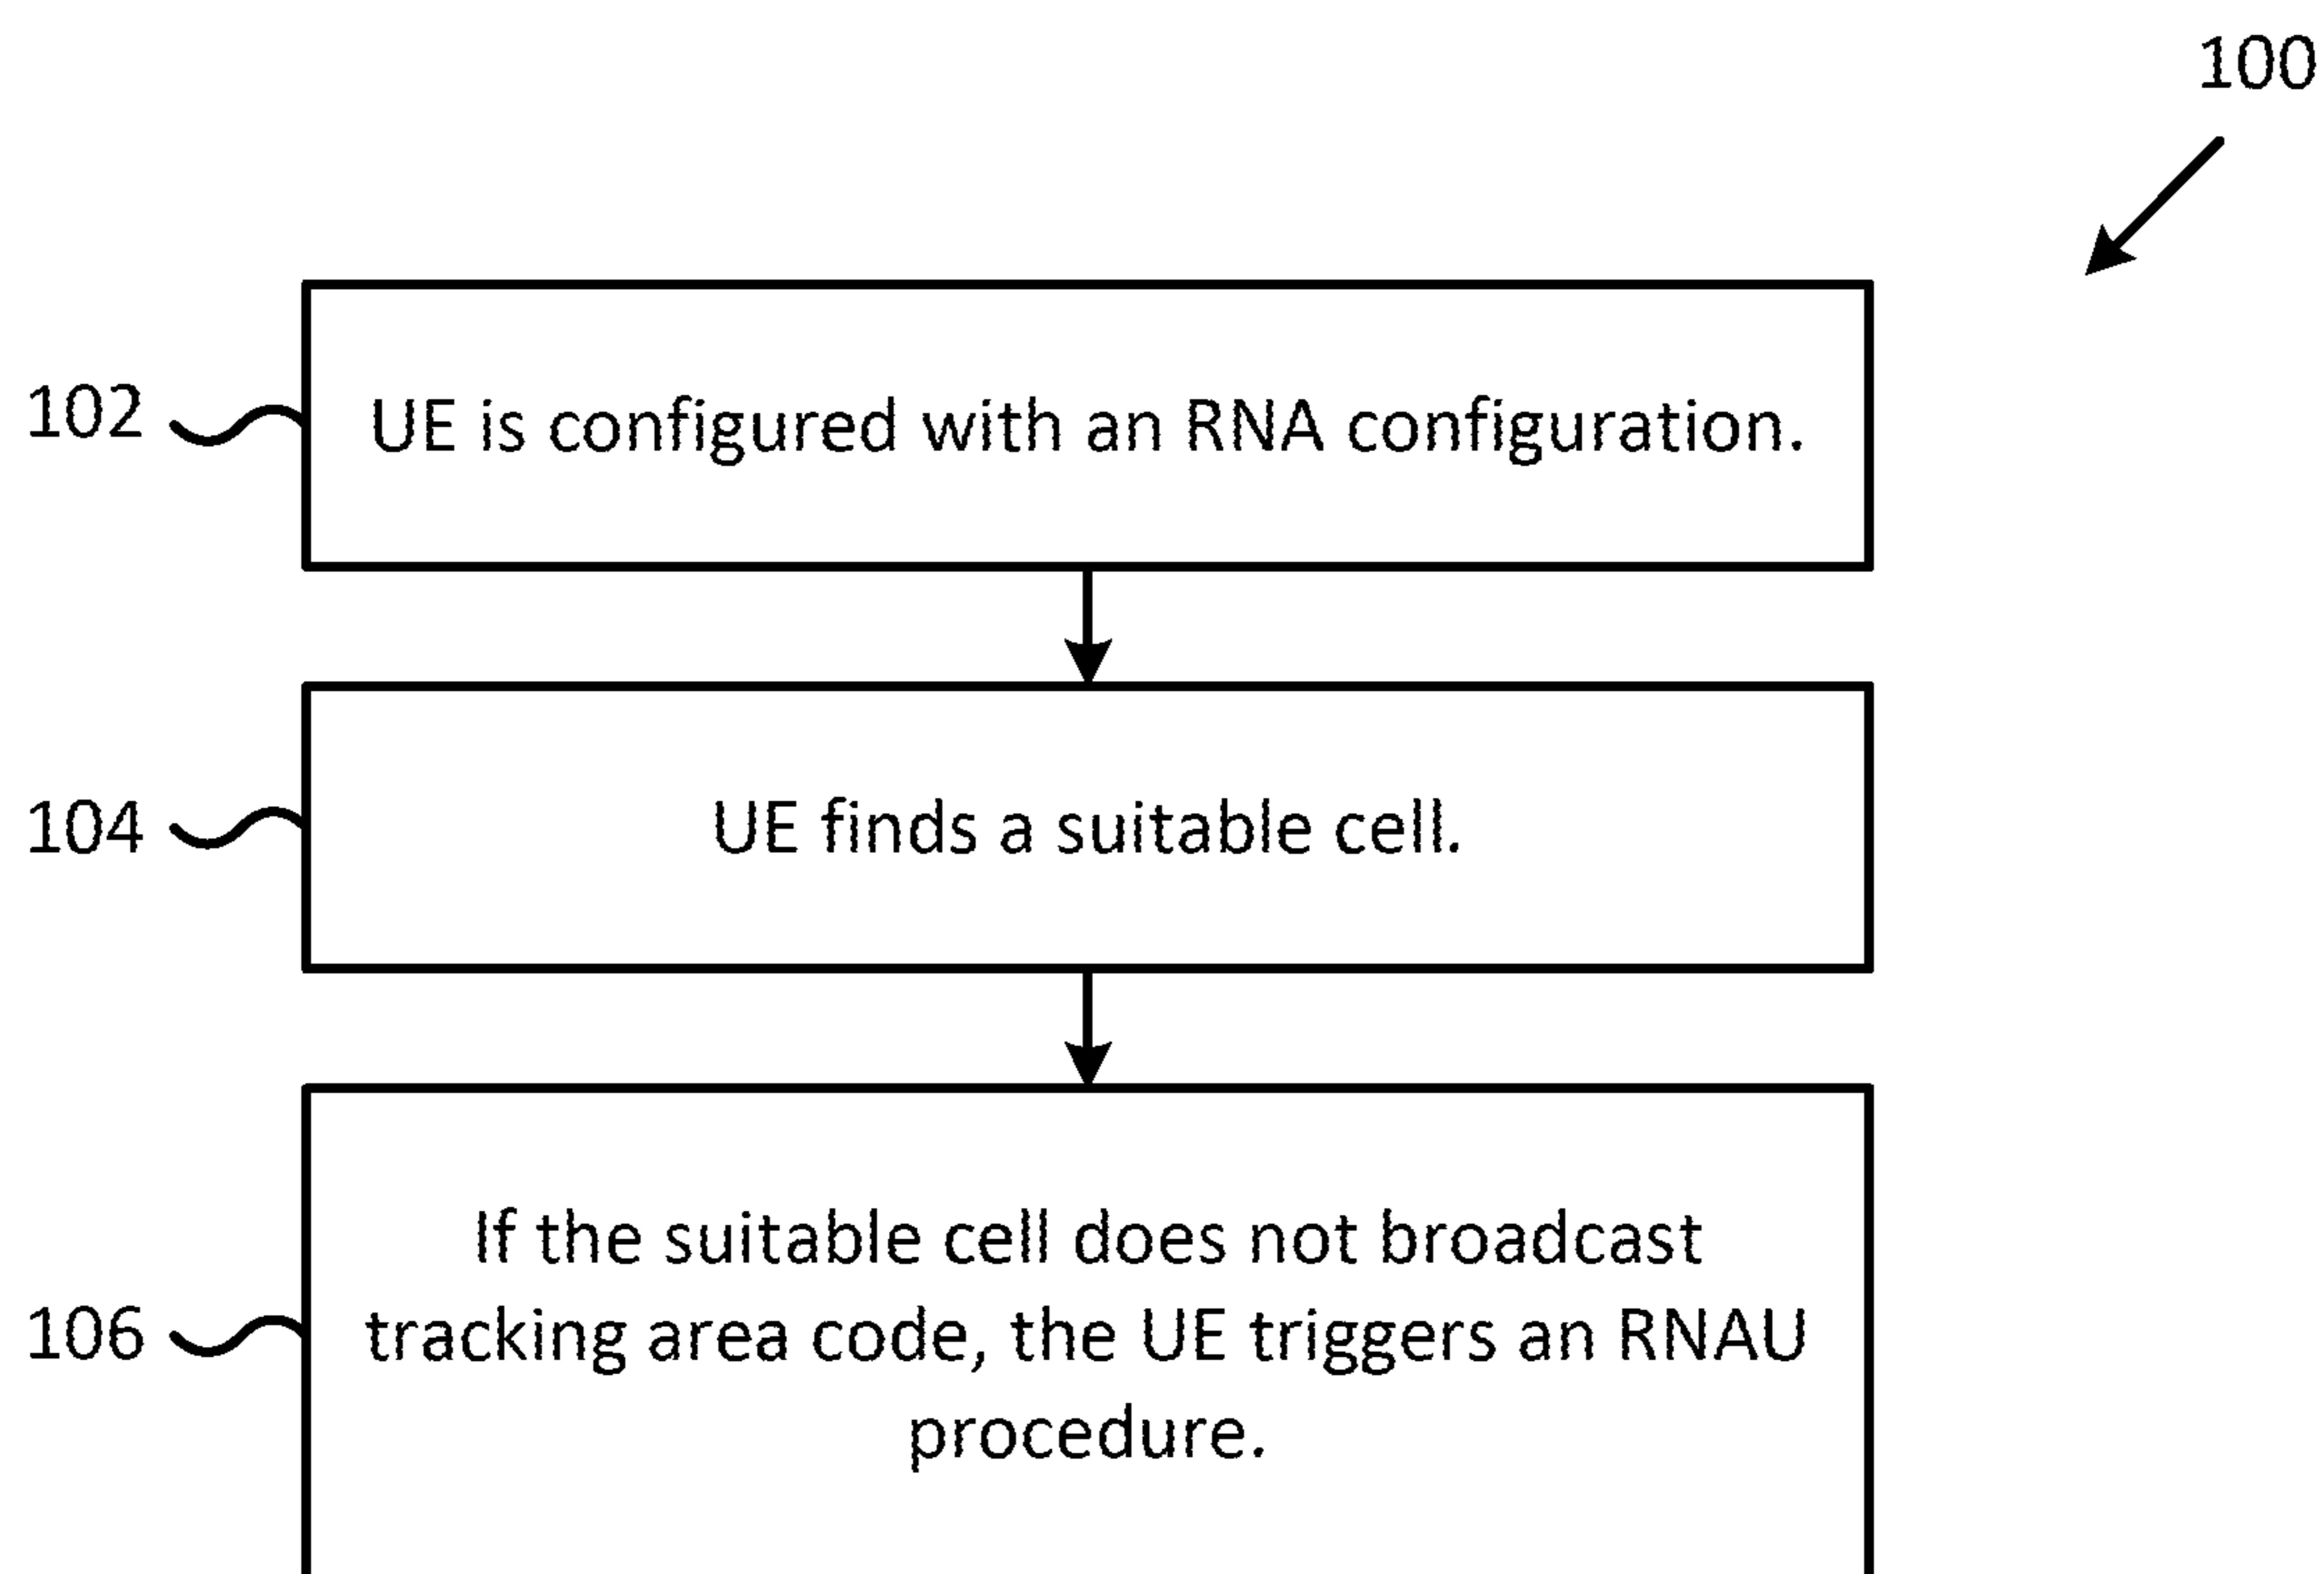 100
102
UE is configured with an RNA configuration.
104
UE finds a suitable cell.
106
If the suitable cell does not broadcast
tracking area code, the UE triggers an RNAU
procedure.